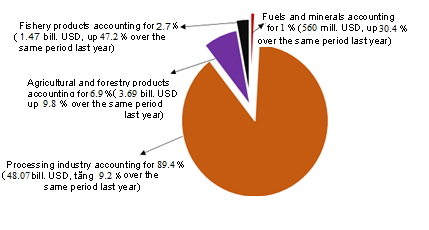 Fishery products accounting for 2.7%
( 1.47 bill. USD, up 47.2 % over the
same period last year)
Fuels and minerals accounting
for 1 % (560 mill. USD, up 30.4 %
over the same period last year)
Agricultural and forestry products
accounting for 6.9%( 3.69 bill. USD
up 9.8 % over the same period
last year)
Processing industry accounting for 89.4%
(48.07 bill. USD, tăng 9.2 % over the
same period last year)